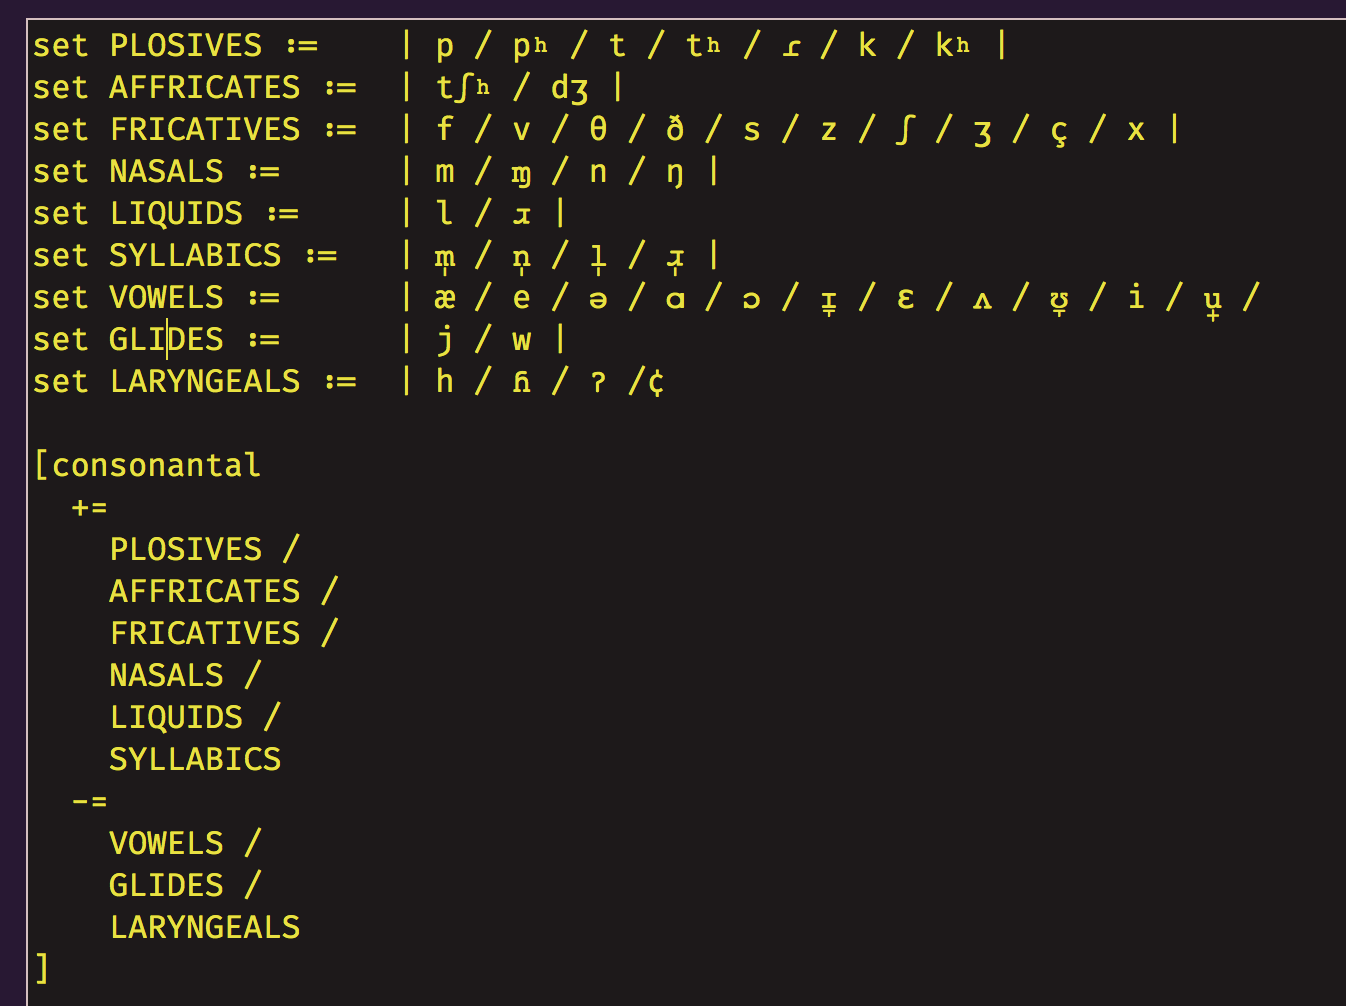 set PLOSIVES := | p / pʰ / t / tʰ / ɾ / k / kʰ |
set AFFRICATES := | tʃʰ / dʒ |
set FRICATIVES := | f / v / θ / ð / s / z / ʃ / ʒ / ç / x |
set NASALS := | m / ɱ / n / ŋ |
set LIQUIDS := | l / ɹ |
set SYLLABICS := | m̩ / n̩ / l̩ / ɹ̩ |
set VOWELS := | æ / e / ə / ɑ / ɔ / ɪ̞ / ɛ / ʌ / ʊ̞ / i / u̟ /
set GLIDES := | j / w |
set LARYNGEALS := | h / ɦ / ʔ /¢
[consonantal
+=
PLOSIVES /
AFFRICATES /
FRICATIVES /
NASALS /
LIQUIDS /
SYLLABICS
-=
VOWELS /
GLIDES /
LARYNGEALS
]